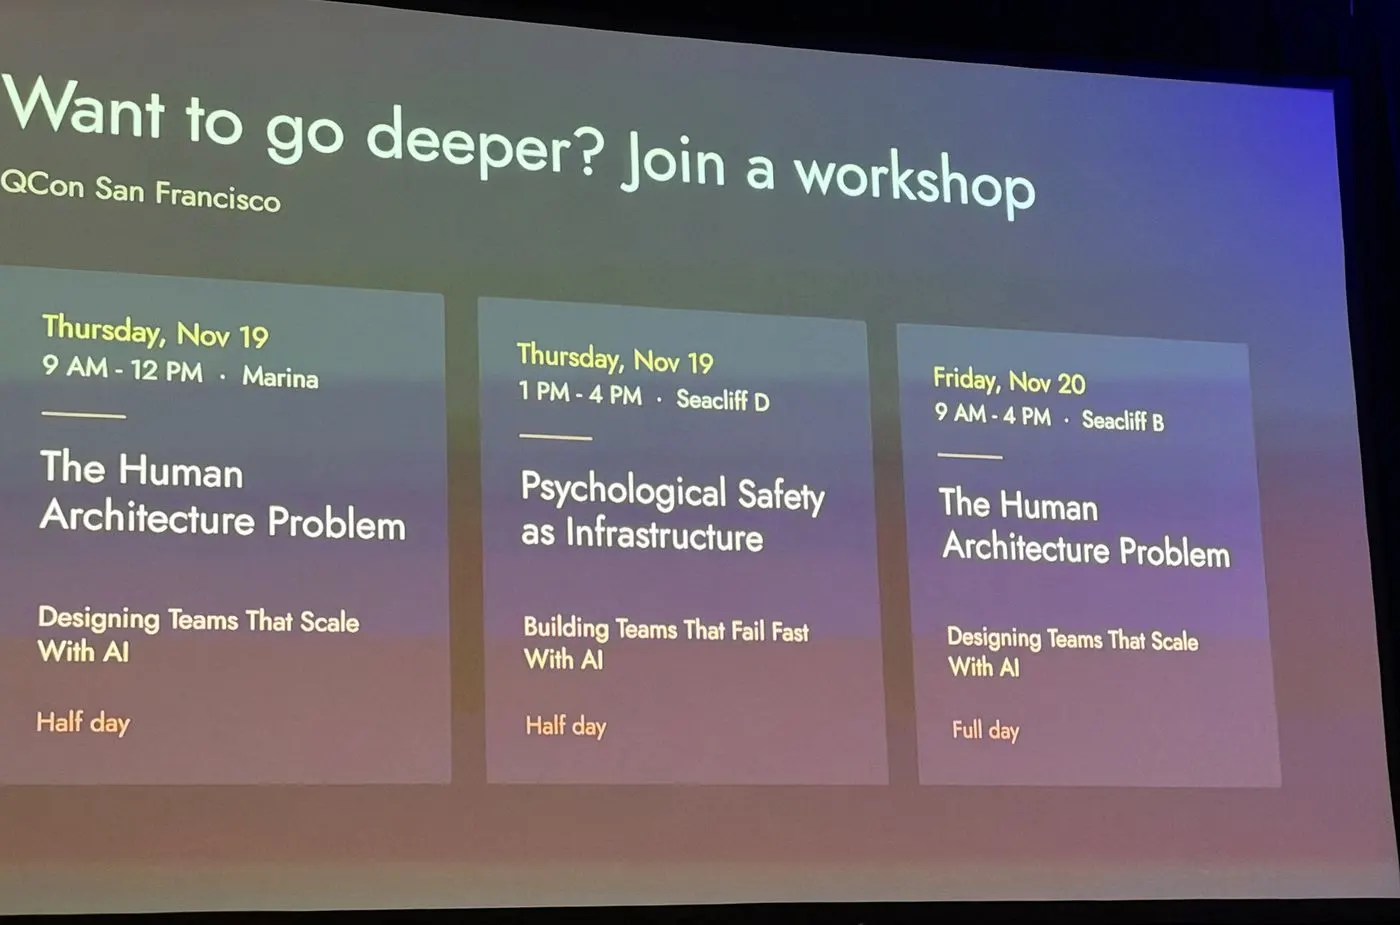 Want to go deeper? Join a workshop
QCon San Francisco
Thursday, Nov 19
9 AM - 12 PM · Marina
The Human
Architecture Problem
Designing Teams That Scale
With AI
Half day
Thursday, Nov 19
1 PM - 4 PM · Seacliff D
Psychological Safety
as Infrastructure
Building Teams That Fail Fast
With AI
Half day
Friday, Nov 20
9 AM - 4 PM · Seacliff B
The Human
Architecture Problem
Designing Teams That Scale
With AI
Full day